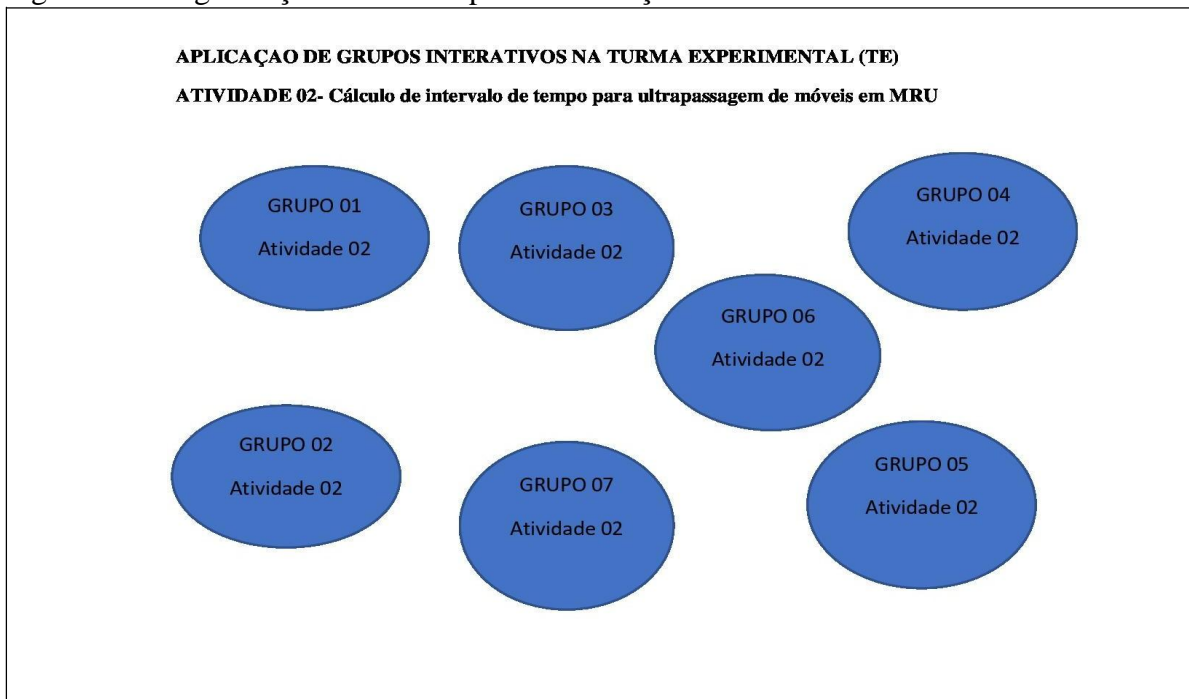 APLICAÇAO DE GRUPOS INTERATIVOS NA TURMA EXPERIMENTAL (TE)
ATIVIDADE 02- Cálculo de intervalo de tempo para ultrapassagem de móveis em MRU
GRUPO 01
Atividade 02
GRUPO 03
Atividade 02
GRUPO 04
Atividade 02
GRUPO 06
Atividade 02
GRUPO 02
Atividade 02
GRUPO 07
Atividade 02
GRUPO 05
Atividade 02